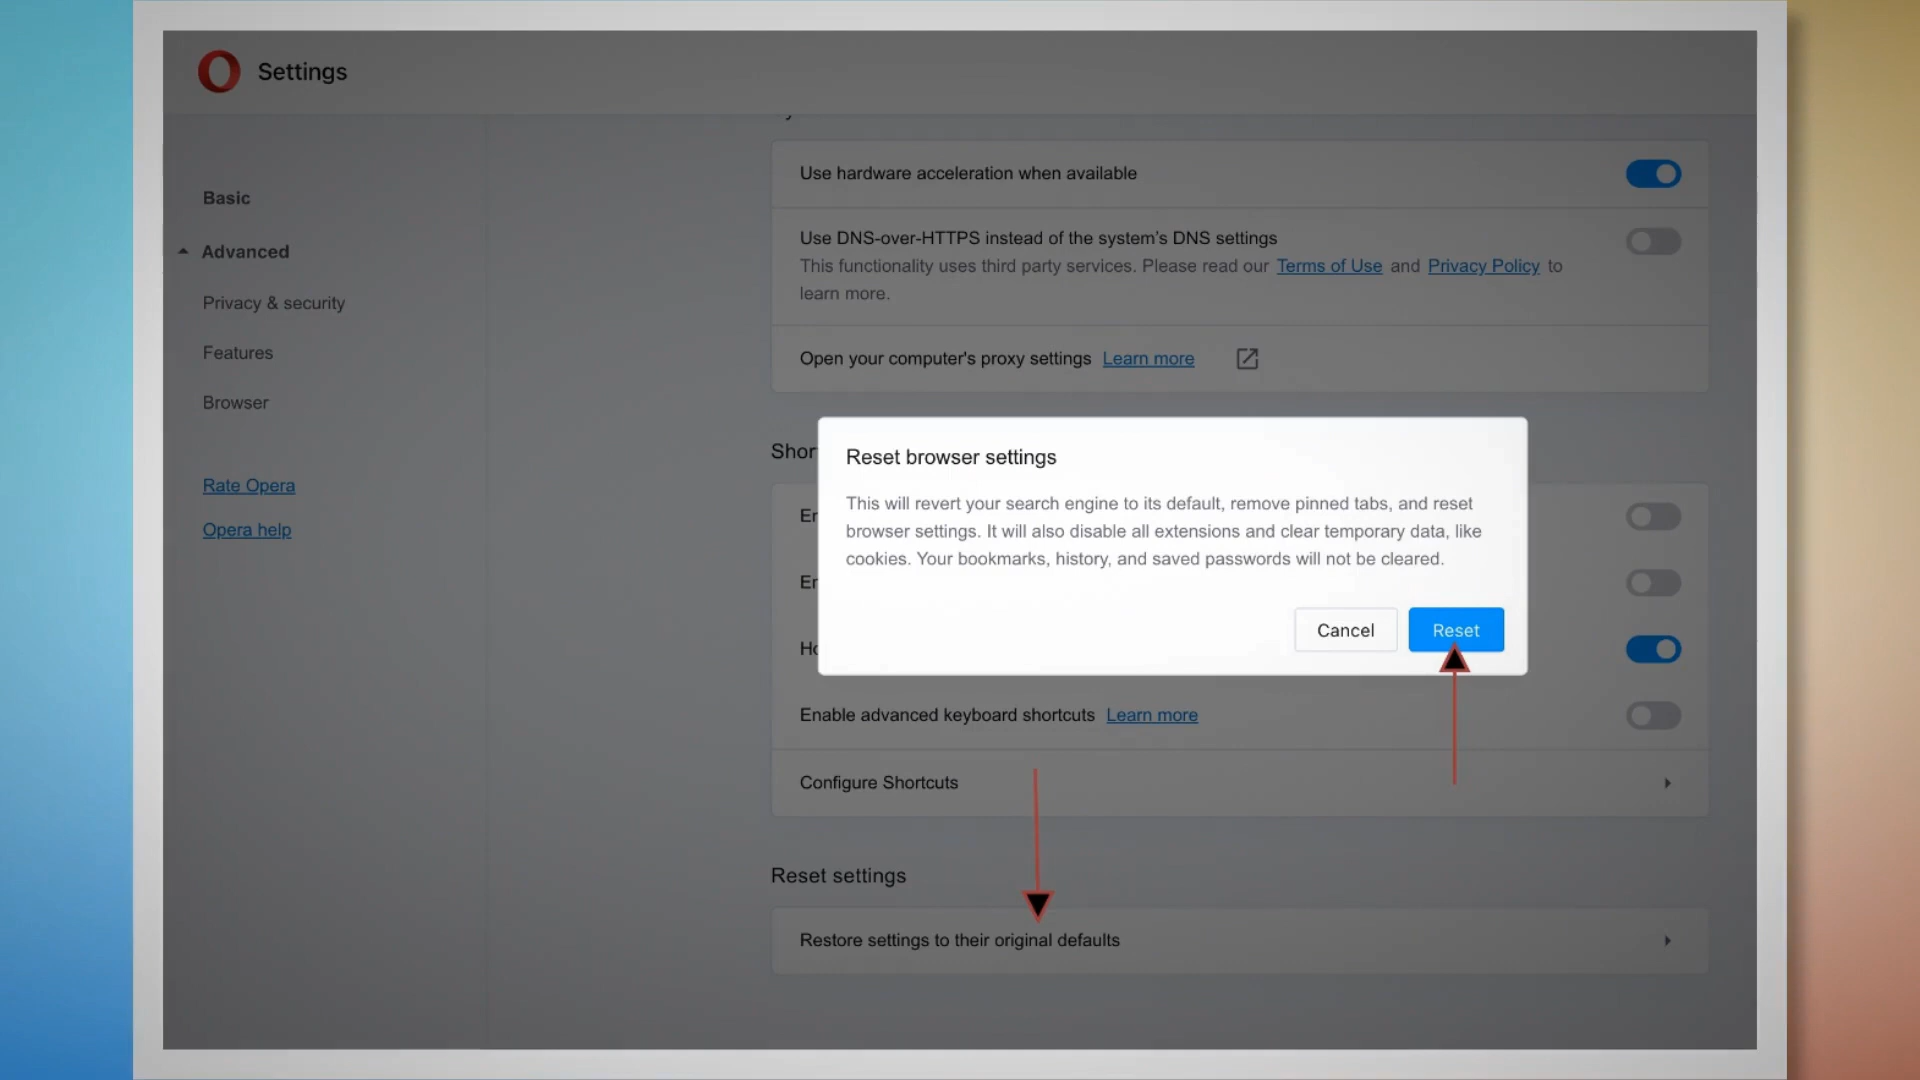 Settings
Basic
Advanced
Privacy & security
Features
Browser
Rate Opera
Opera help
Use hardware acceleration when available
Use DNS-over-HTTPS instead of the system's DNS settings
This functionality uses third party services. Please read our Terms of Use and Privacy Policy to
learn more.
Open your computer's proxy settings Learn more
Reset browser settings
This will revert your search engine to its default, remove pinned tabs, and reset
browser settings. It will also disable all extensions and clear temporary data, like
cookies. Your bookmarks, history, and saved passwords will not be cleared.
Cancel Reset
Enable advanced keyboard shortcuts Learn more
Configure Shortcuts
Reset settings
Restore settings to their original defaults